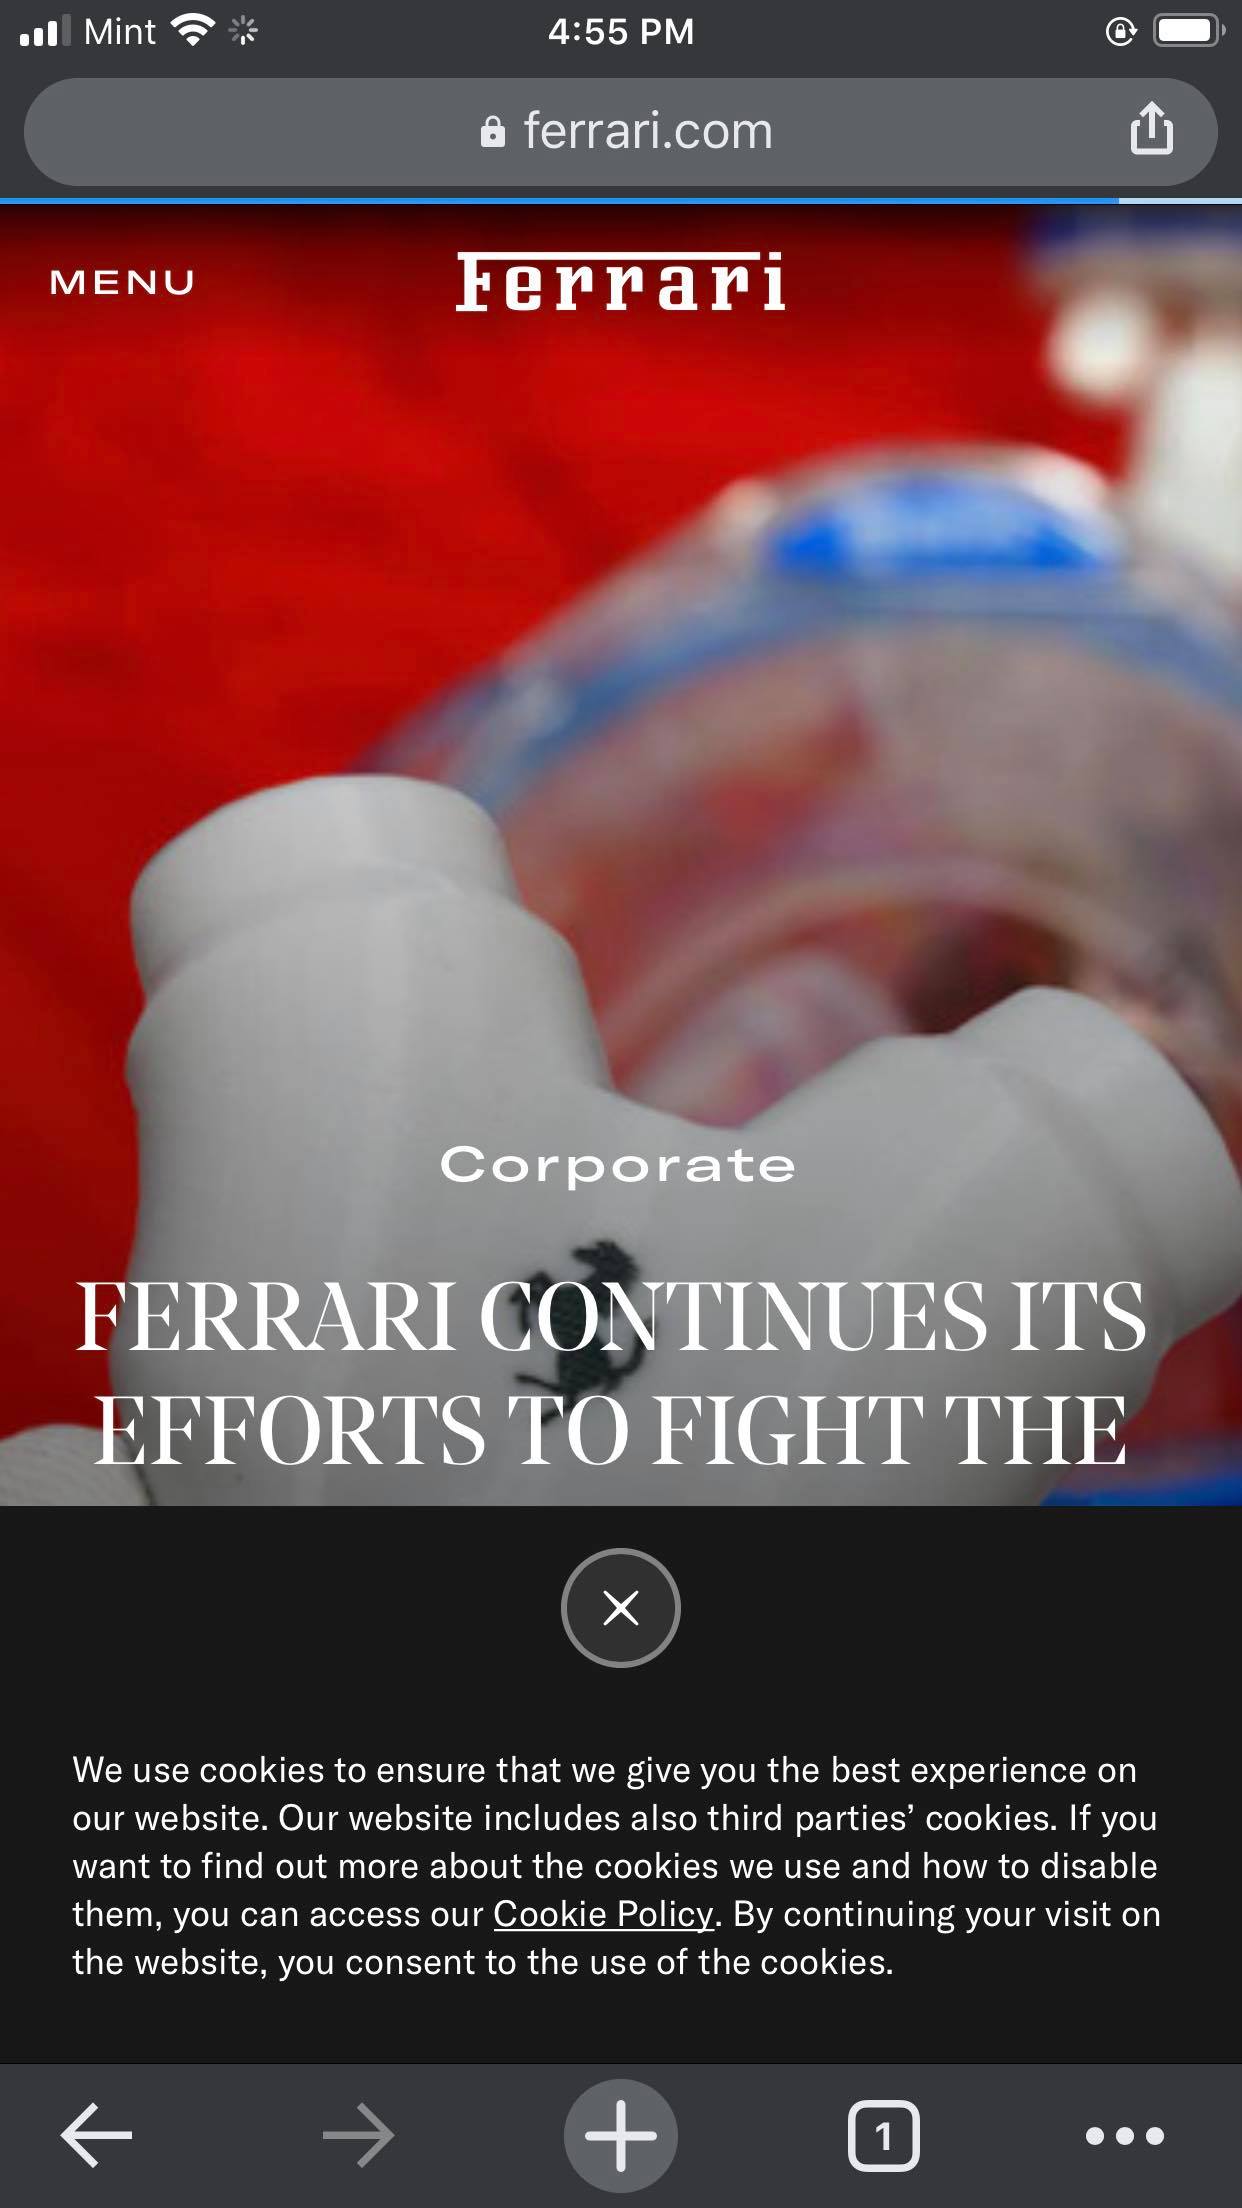 Mint 4:55 PM
ferrari.com
MENU Ferrari
Corporate
FERRARI CONTINUES ITS
EFFORTS TO FIGHT THE
We use cookies to ensure that we give you the best experience on
our website. Our website includes also third parties’ cookies. If you
want to find out more about the cookies we use and how to disable
them, you can access our Cookie Policy. By continuing your visit on
the website, you consent to the use of the cookies.
1